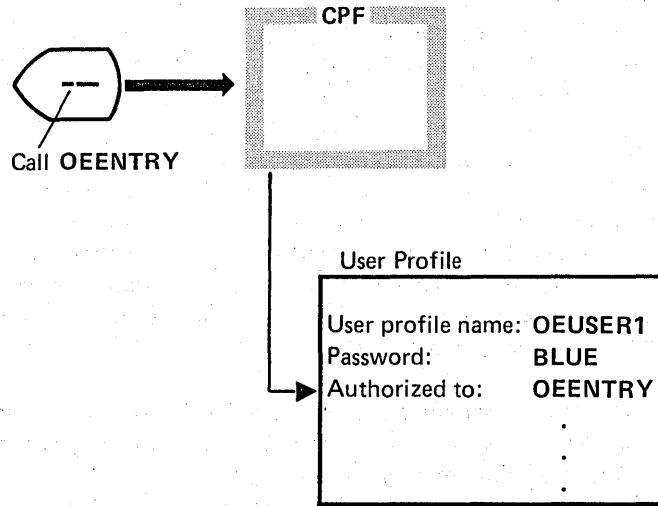 CPF
Call OEENTRY
User Profile
User profile name: OEUSER1
Password: BLUE
Authorized to: OEENTRY
.
.
.